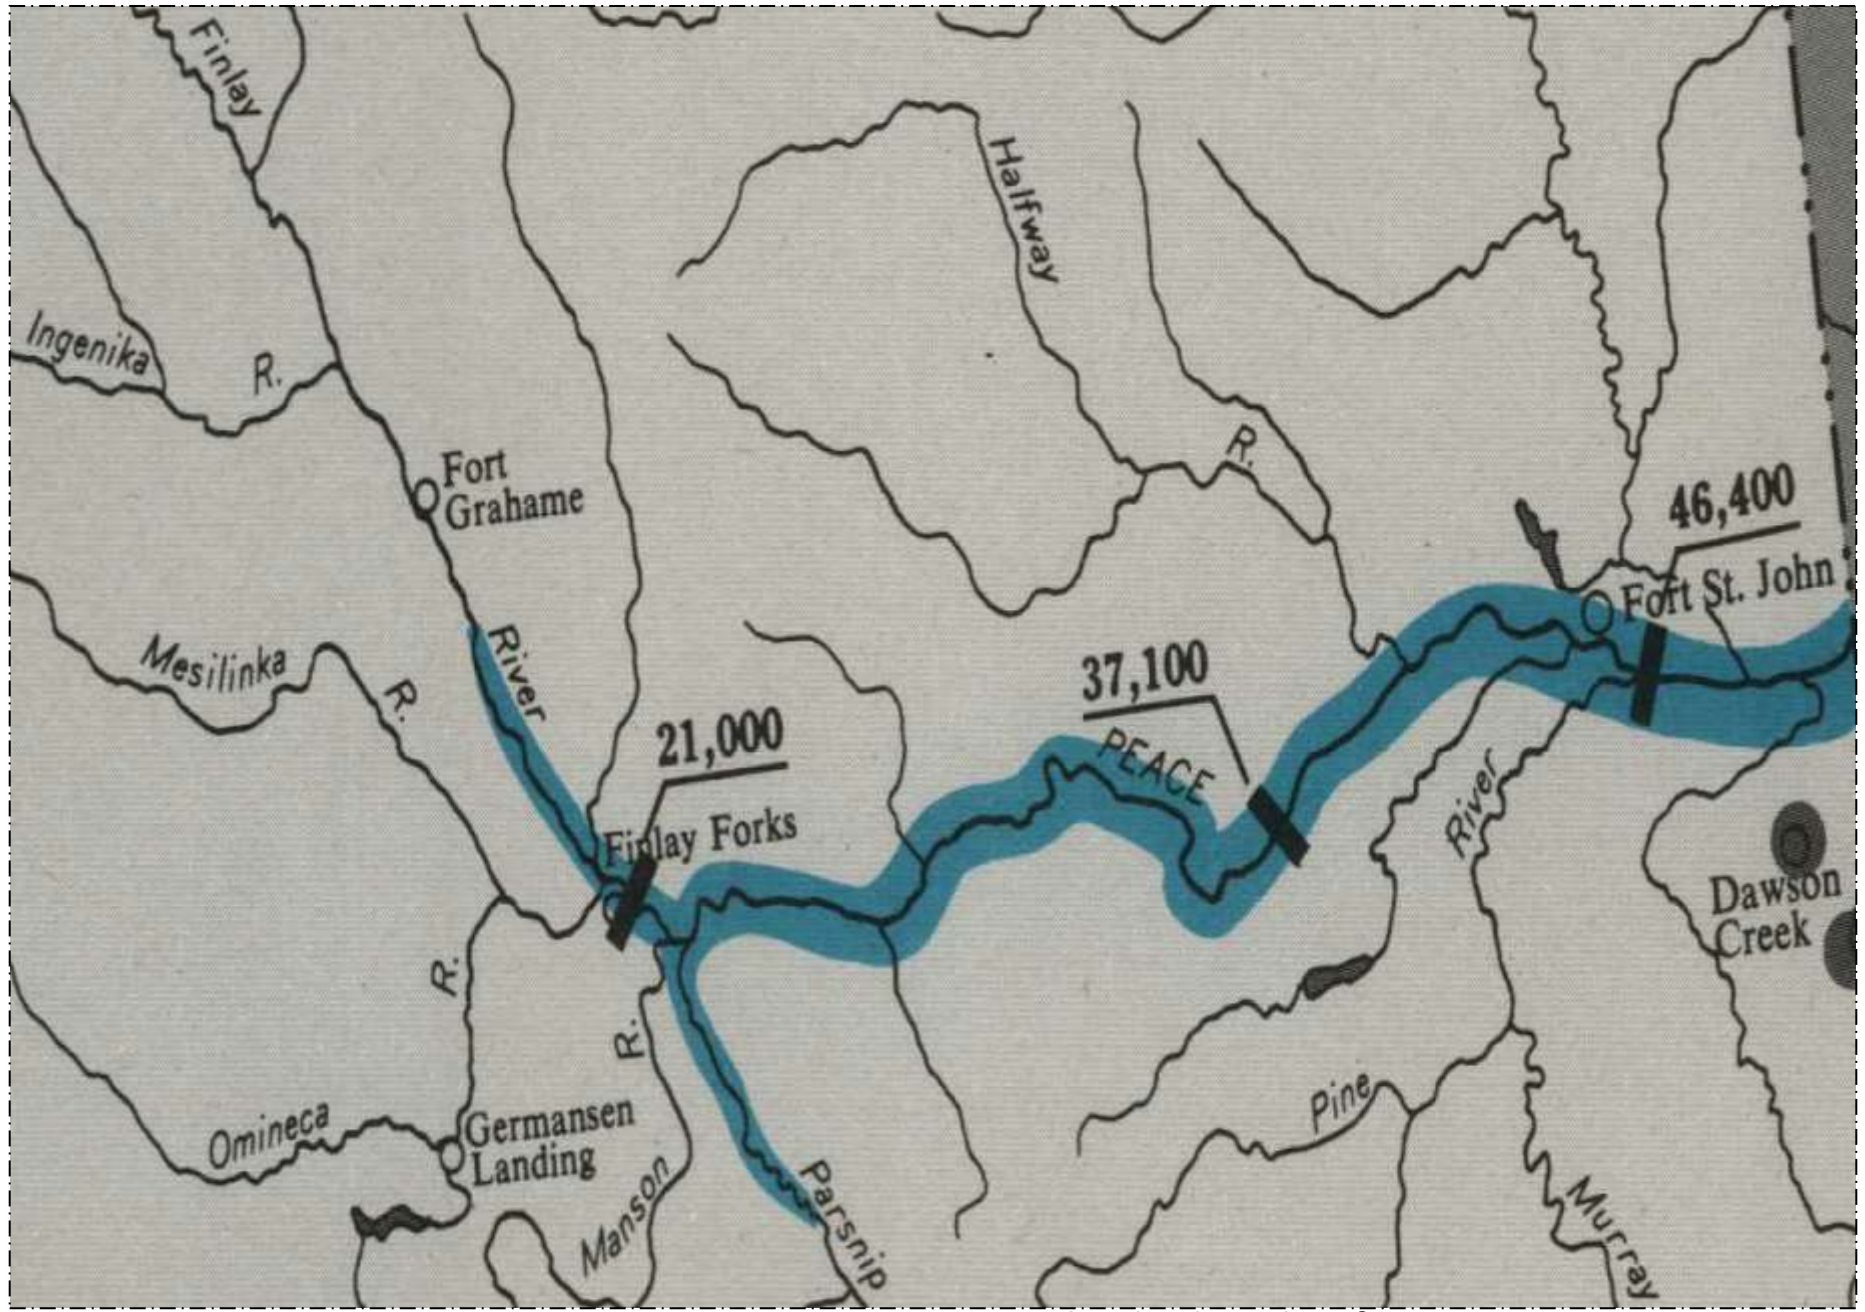 Finlay
Halfway
Ingenika
R.
R.
Fort
Grahame
46,400
Fort St. John
River
Mesilinka
R.
37,100
21,000
PEACE
Finlay Forks
River
Dawson
Creek
R.
R.
Pine
Omineca
Germansen
Landing
Manson
Parsnip
Murray